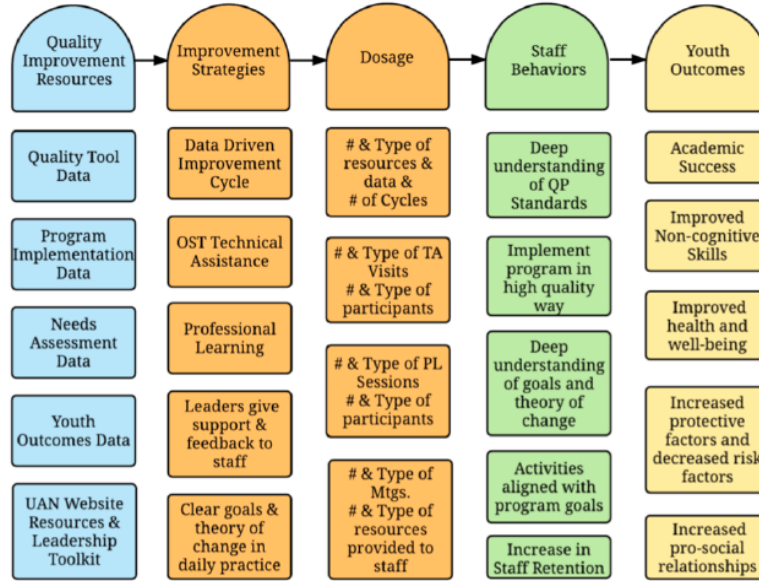 Quality
Improvement
Resources
Improvement
Strategies
Dosage
Staff
Behaviors
Youth
Outcomes
Quality Tool
Data
Program
Implementation
Data
Needs
Assessment
Data
Youth
Outcomes Data
UAN Website
Resources &
Leadership
Toolkit
Data Driven
Improvement
Cycle
OST Technical
Assistance
Professional
Learning
Leaders give
support &
feedback to
staff
Clear goals &
theory of
change in
daily practice
# & Type of
resources &
data &
# of Cycles
# & Type of TA
Visits
# & Type of
participants
# & Type of PL
Sessions
# & Type of
participants
# & Type of
Mtgs.
# & Type of
resources
provided to
staff
Deep
understanding
of QP
Standards
Implement
program in
high quality
way
Deep
understanding
of goals and
theory of
change
Activities
aligned with
program goals
Increase in
Staff Retention
Academic
Success
Improved
Non-cognitive
Skills
Improved
health and
well-being
Increased
protective
factors and
decreased risk
factors
Increased
pro-social
relationships